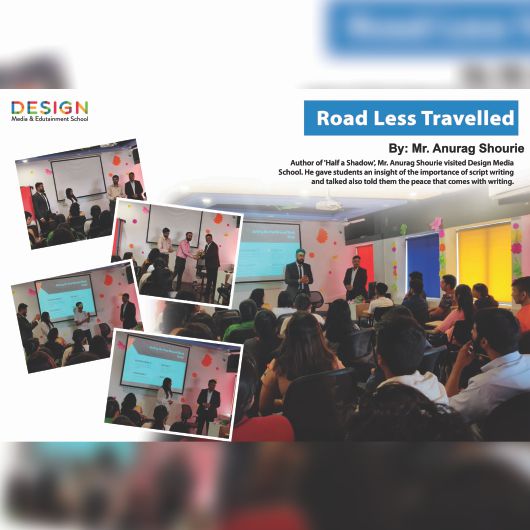 DESIGN
Media & Edutainment School
Road Less Travelled
By: Mr. Anurag Shourie
Author of 'Half a Shadow', Mr. Anurag Shourie visited Design Media
School. He gave students an insight of the importance of script writing
and talked also told them the peace that comes with writing.